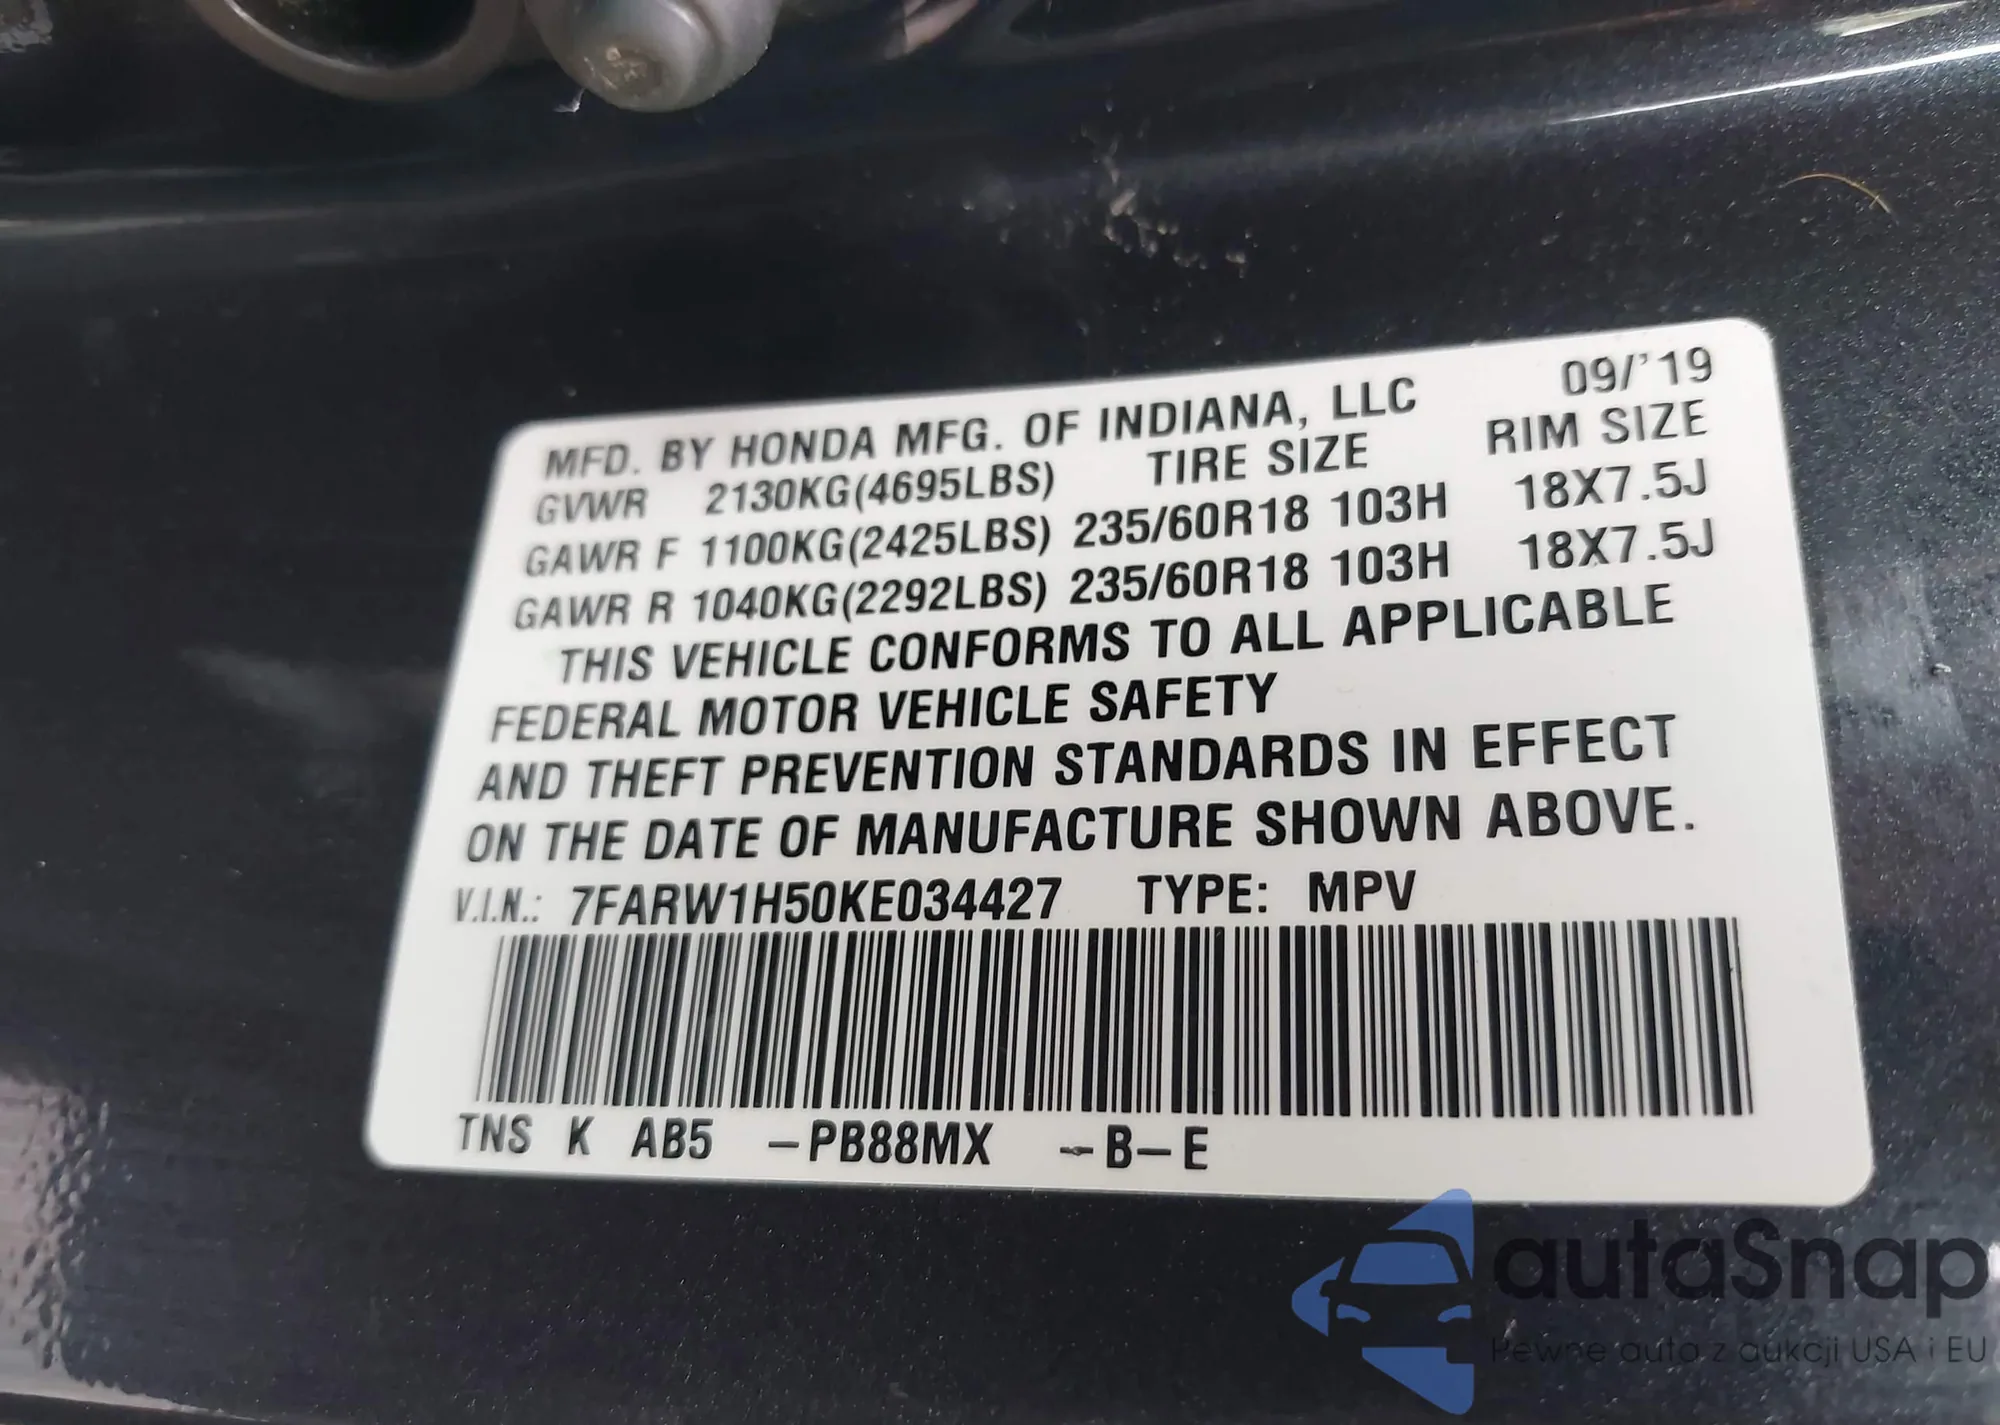 MFD. BY HONDA MFG. OF INDIANA, LLC 09/'19
GVWR 2130KG(4695LBS) TIRE SIZE RIM SIZE
GAWR F 1100KG(2425LBS) 235/60R18 103H 18X7.5J
GAWR R 1040KG(2292LBS) 235/60R18 103H 18X7.5J
THIS VEHICLE CONFORMS TO ALL APPLICABLE
FEDERAL MOTOR VEHICLE SAFETY
AND THEFT PREVENTION STANDARDS IN EFFECT
ON THE DATE OF MANUFACTURE SHOWN ABOVE.
V.I.N.: 7FARW1H50KE034427 TYPE: MPV
TNS K AB5 -PB88MX -B-E
autaSnap
Pewne auto z aukcji USA i EU